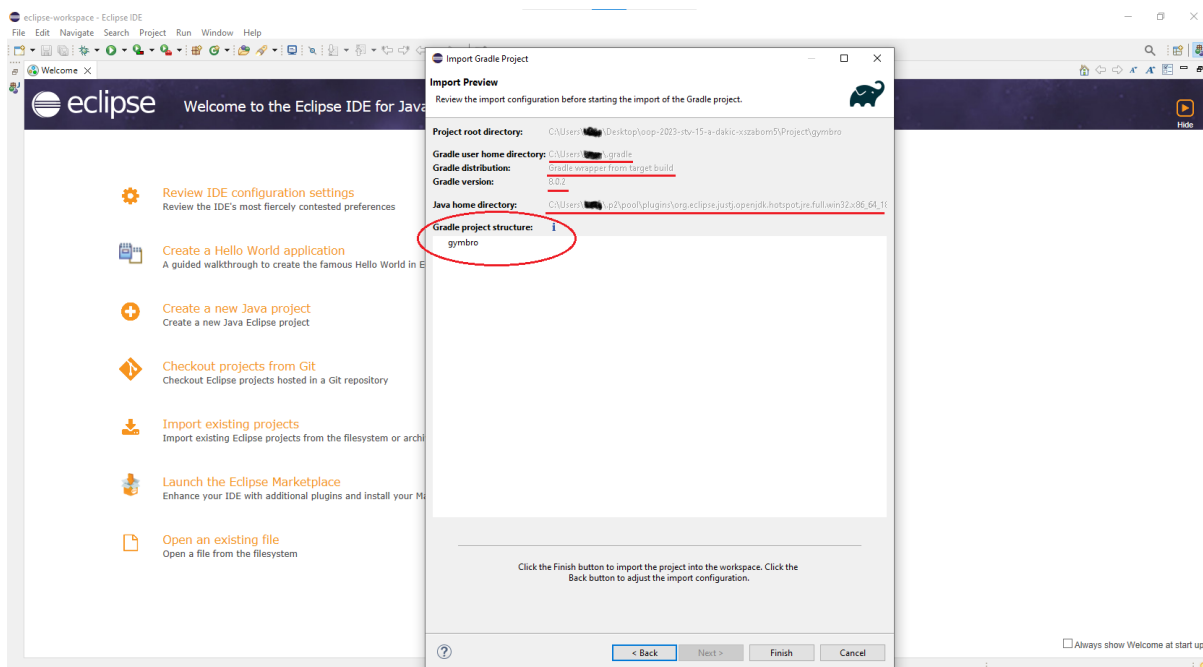 eclipse-workspace - Eclipse IDE
File Edit Navigate Search Project Run Window Help
Welcome
eclipse Welcome to the Eclipse IDE for Java
Hide
Review IDE configuration settings
Review the IDE's most fiercely contested preferences
Create a Hello World application
A guided walkthrough to create the famous Hello World in E
Create a new Java project
Create a new Java Eclipse project
Checkout projects from Git
Checkout Eclipse projects hosted in a Git repository
Import existing projects
Import existing Eclipse projects from the filesystem or archi
Launch the Eclipse Marketplace
Enhance your IDE with additional plugins and install your Ma
Open an existing file
Open a file from the filesystem
Import Gradle Project
Import Preview
Review the import configuration before starting the import of the Gradle project.
Project root directory: C:\Users\ \Desktop\oop-2023-stv-15-a-dakic-xszabom5\Project\gymbro
Gradle user home directory: C:\Users\ \.gradle
Gradle distribution: Gradle wrapper from target build
Gradle version: 8.0.2
Java home directory: C:\Users\ \.p2\pool\plugins\org.eclipse.justj.openjdk.hotspot.jre.full.win32.x86_64_18
Gradle project structure:
gymbro
Click the Finish button to import the project into the workspace. Click the
Back button to adjust the import configuration.
< Back Next > Finish Cancel
Always show Welcome at start up